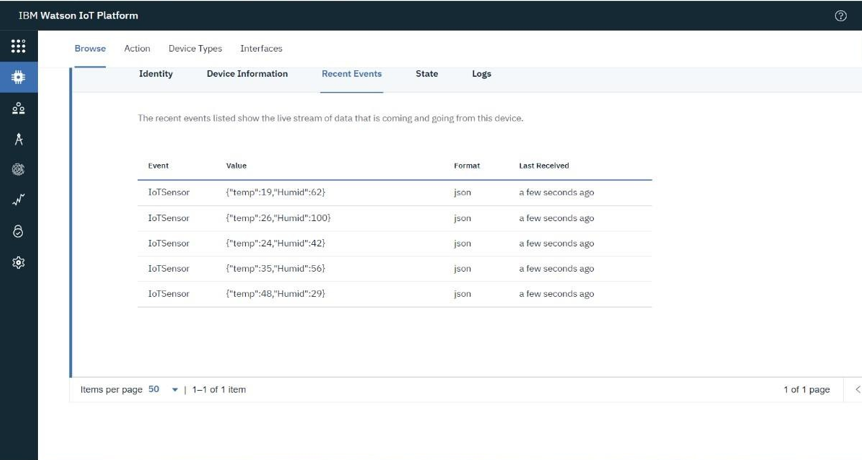 IBM Watson IoT Platform
Browse Action Device Types Interfaces
Identity Device Information Recent Events State Logs
The recent events listed show the live stream of data that is coming and going from this device.
Event Value Format Last Received
IoTSensor {"temp":19,"Humid":62} json a few seconds ago
IoTSensor {"temp":26,"Humid":100} json a few seconds ago
IoTSensor {"temp":24,"Humid":42} json a few seconds ago
IoTSensor {"temp":35,"Humid":56} json a few seconds ago
IoTSensor {"temp":48,"Humid":29} json a few seconds ago
Items per page 50 | 1–1 of 1 item 1 of 1 page